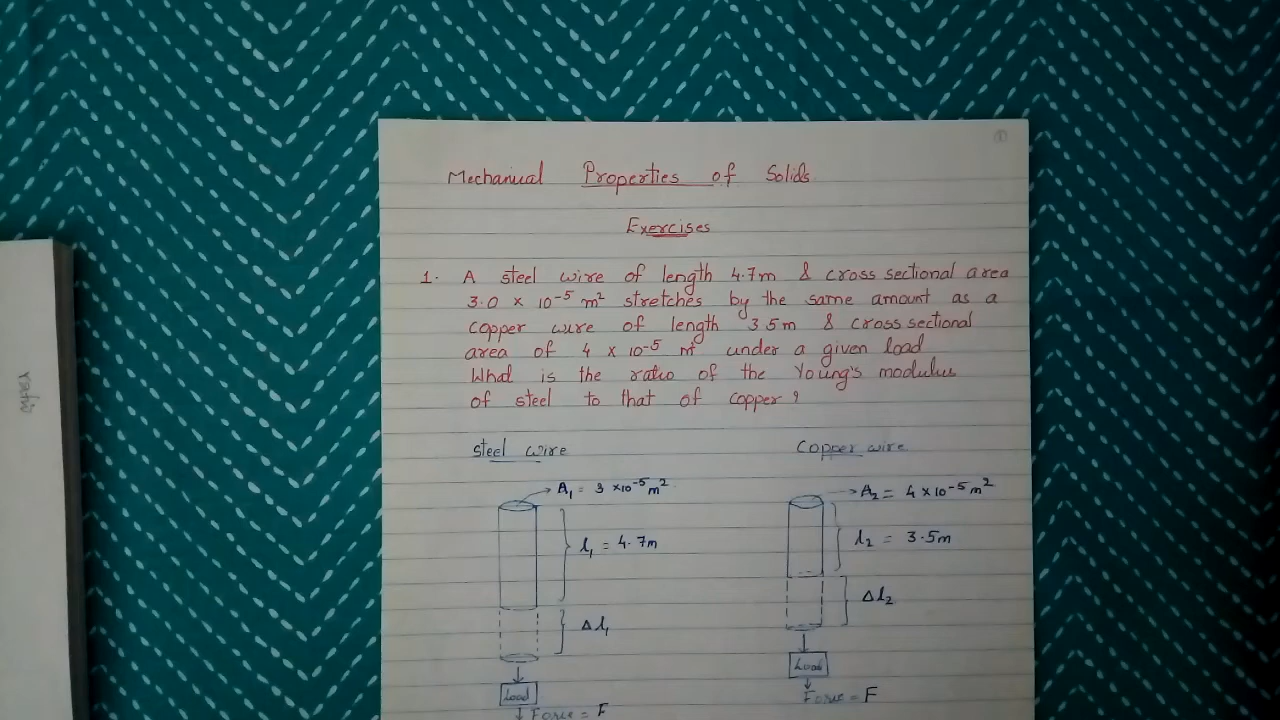 1
Mechanical Properties of Solids
Exercises
1. A steel wire of length 4.7m & cross sectional area
3.0 × 10⁻⁵ m² stretches by the same amount as a
copper wire of length 3.5m & cross sectional
area of 4 × 10⁻⁵ m² under a given load
What is the ratio of the Young's modulus
of steel to that of copper?
Steel wire
Copper wire
A₁ = 3 ×10⁻⁵m²
l₁ = 4.7m
Δl₁
Load
Force = F
A₂ = 4×10⁻⁵m²
l₂ = 3.5m
Δl₂
Load
Force = F